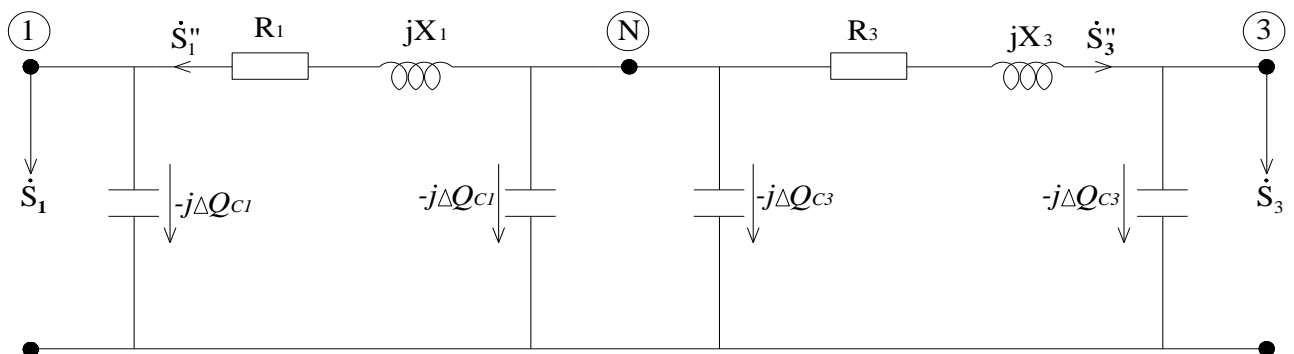 1 Ṡ₁'' R₁ jX₁ N R₃ jX₃ Ṡ₃'' 3
Ṡ₁ -j△Q_C1 -j△Q_C1 -j△Q_C3 -j△Q_C3 Ṡ₃